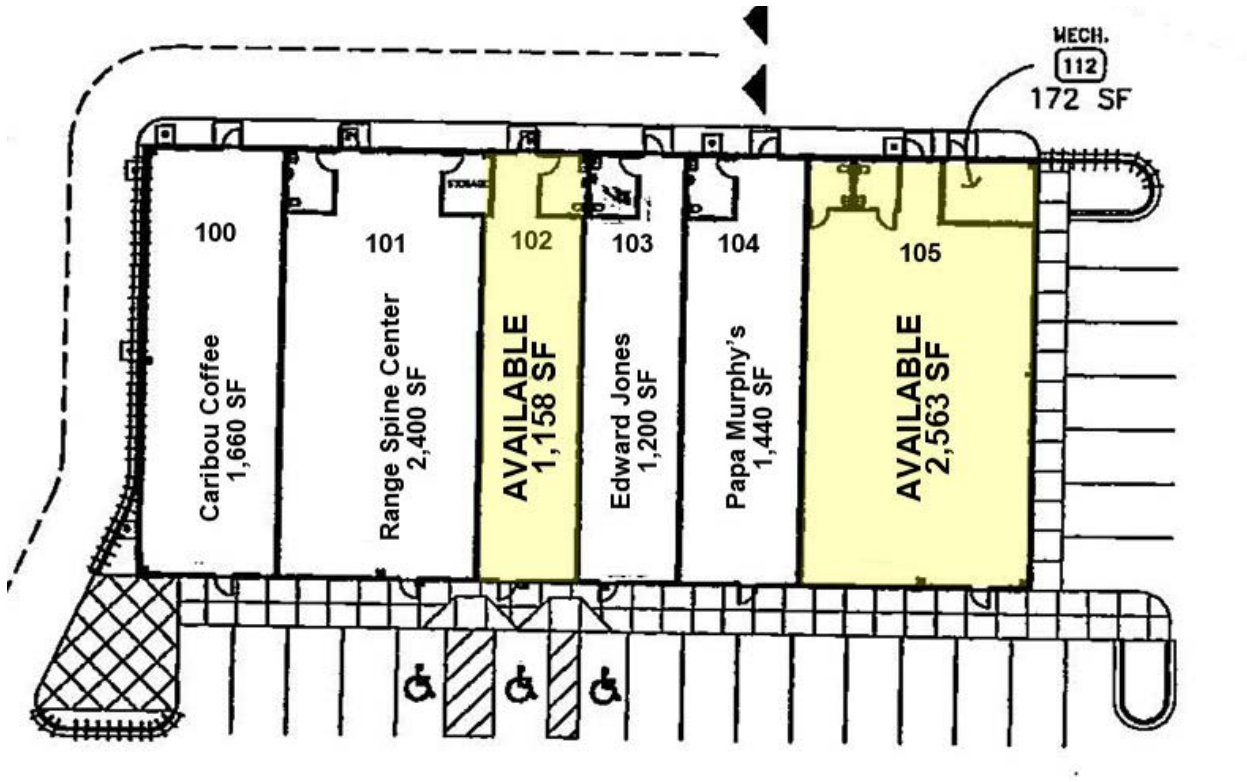 MECH.
112
172 SF
STORAGE
100
101
102
103
104
105
Caribou Coffee
1,660 SF
Range Spine Center
2,400 SF
AVAILABLE
1,158 SF
Edward Jones
1,200 SF
Papa Murphy's
1,440 SF
AVAILABLE
2,563 SF